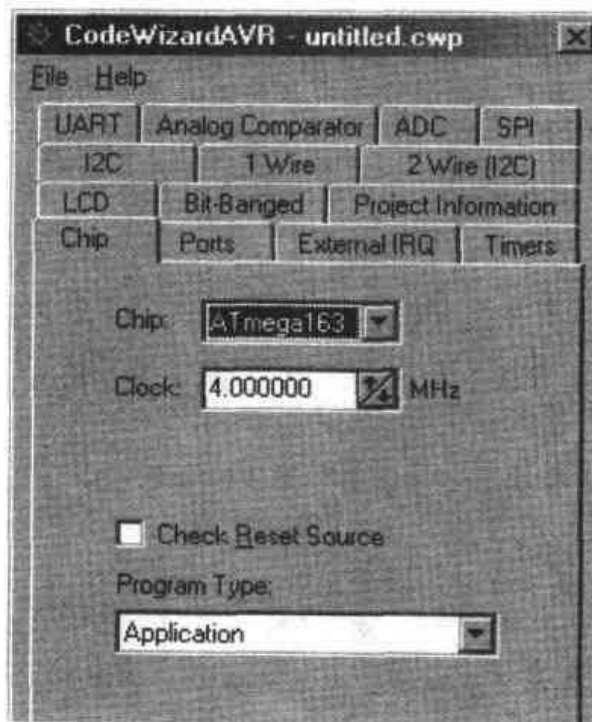 CodeWizardAVR - untitled.cwp
File Help
UART Analog Comparator ADC SPI
I2C 1 Wire 2 Wire (I2C)
LCD Bit-Banged Project Information
Chip Ports External IRQ Timers
Chip: ATmega163
Clock: 4.000000 MHz
Check Reset Source
Program Type:
Application